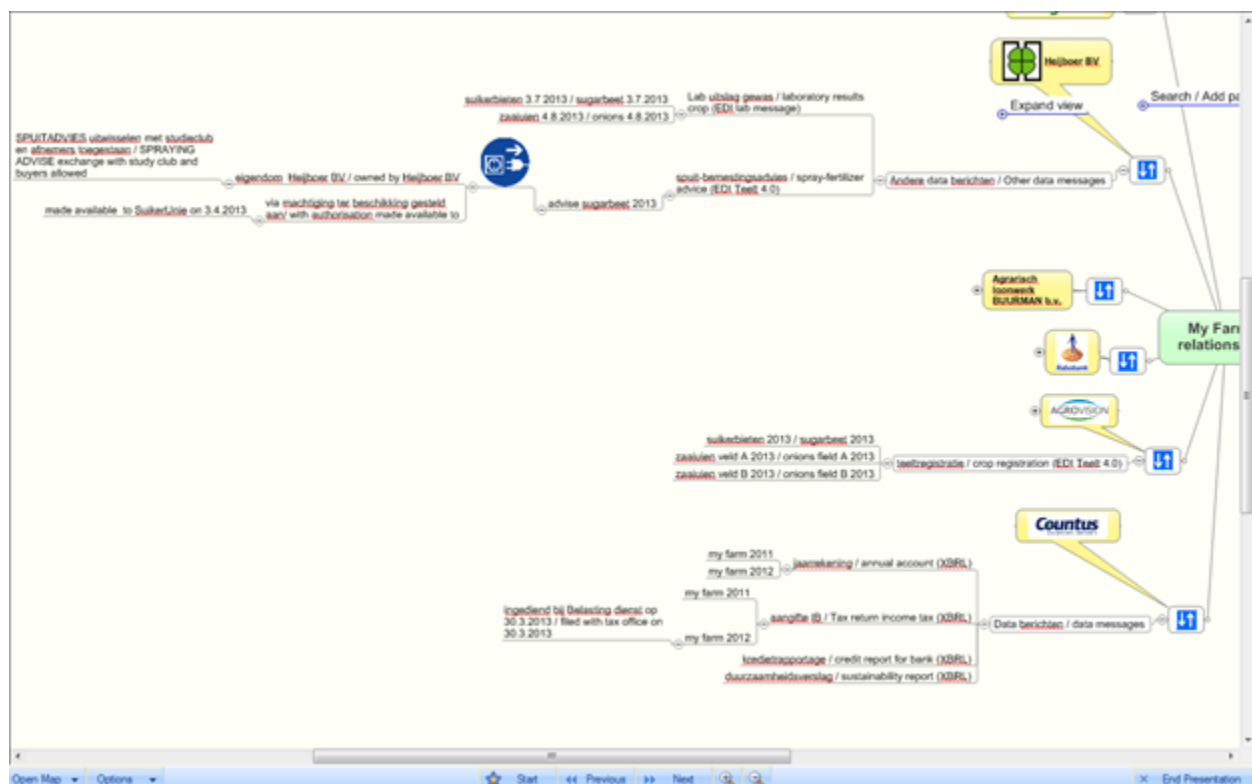 Heijboer BV
Expand view
Search / Add pa
suikerbieten 3.7 2013 / sugarbeet 3.7.2013
zaaiuien 4.8.2013 / onions 4.8.2013
Lab uitslag gewas / laboratory results
crop (EDI lab message)
SPUITADVIES uitwisselen met studieclub
en afnemers toegestaan / SPRAYING
ADVISE exchange with study club and
buyers allowed
eigendom Heijboer BV / owned by Heijboer BV
made available to SuikerUnie on 3.4.2013
via machtiging ter beschikking gesteld
aan/ with authorisation made available to
advise sugarbeet 2013
spuit-bemestingsadvies / spray-fertilizer
advice (EDI Teelt 4.0)
Andere data berichten / Other data messages
Agrarisch
loonwerk
BUURMAN b.v.
My Far
relations
Rabobank
AGROVISION
suikerbieten 2013 / sugarbeet 2013
zaaiuien veld A 2013 / onions field A 2013
zaaiuien veld B 2013 / onions field B 2013
teeltregistratie / crop registration (EDI Teelt 4.0)
Countus
my farm 2011
my farm 2012
jaarrekening / annual account (XBRL)
my farm 2011
ingediend bij Belasting dienst op
30.3.2013 / filed with tax office on
30.3.2013
my farm 2012
aangifte IB / Tax return income tax (XBRL)
Data berichten / data messages
kredietrapportage / credit report for bank (XBRL)
duurzaamheidsverslag / sustainability report (XBRL)
Open Map Options Start Previous Next End Presentation